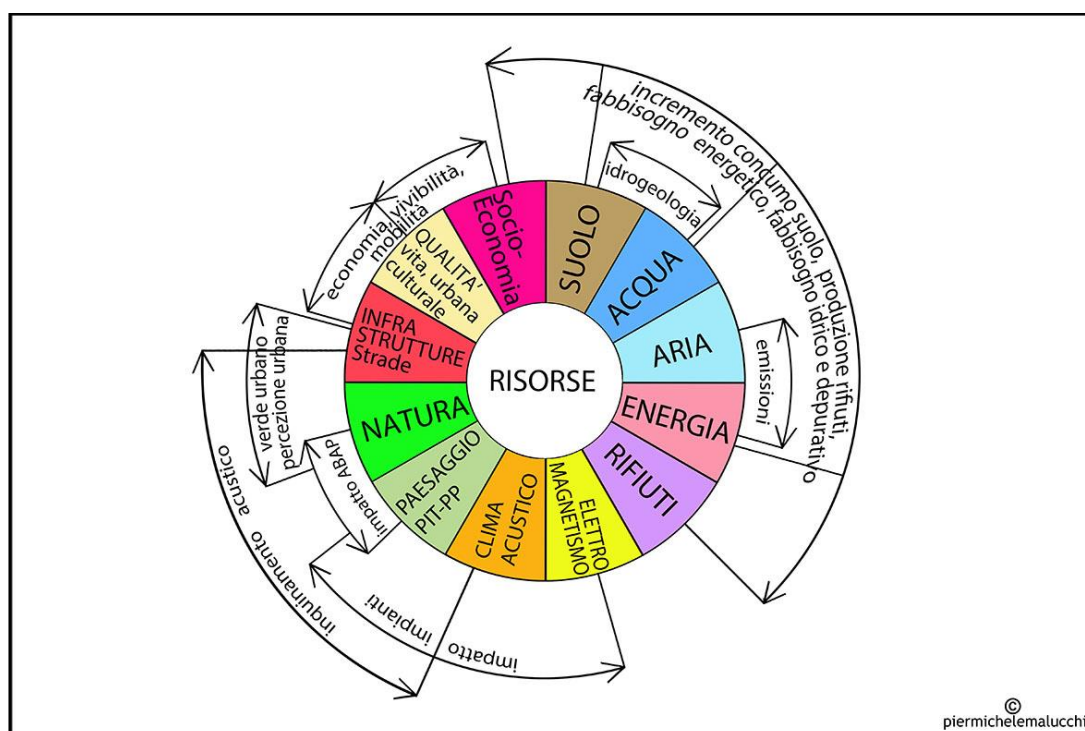 RISORSE
SUOLO
ACQUA
ARIA
ENERGIA
RIFIUTI
ELETTRO
MAGNETISMO
CLIMA
ACUSTICO
PAESAGGIO
PIT-PP
NATURA
INFRA
STRUTTURE
Strade
QUALITA'
vita, urbana
culturale
Socio-
Economia
incremento concumo suolo, produzione rifiuti,
fabbisogno energetico, fabbisogno idrico e depurativo
idrogeologia
emissioni
impatto impianti
impatto ABAP
inquinamento acustico
verde urbano
percezione urbana
economia, vivibilità,
mobilità
©
piermichelemalucchi